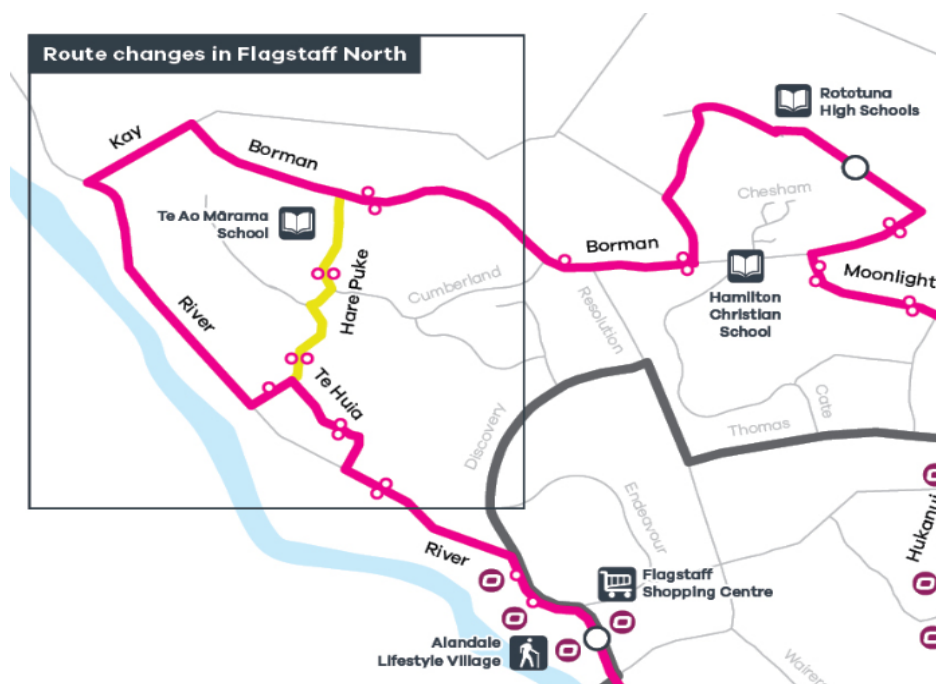 Route changes in Flagstaff North
Rototuna
High Schools
Kay
Borman
Chesham
Te Ao Mārama
School
Borman
Moonlight
Hare Puke
Cumberland
Hamilton
Christian
School
River
Resolution
Te Huia
Cate
Discovery
Thomas
Endeavour
Hukanui
River
Flagstaff
Shopping Centre
Alandale
Lifestyle Village